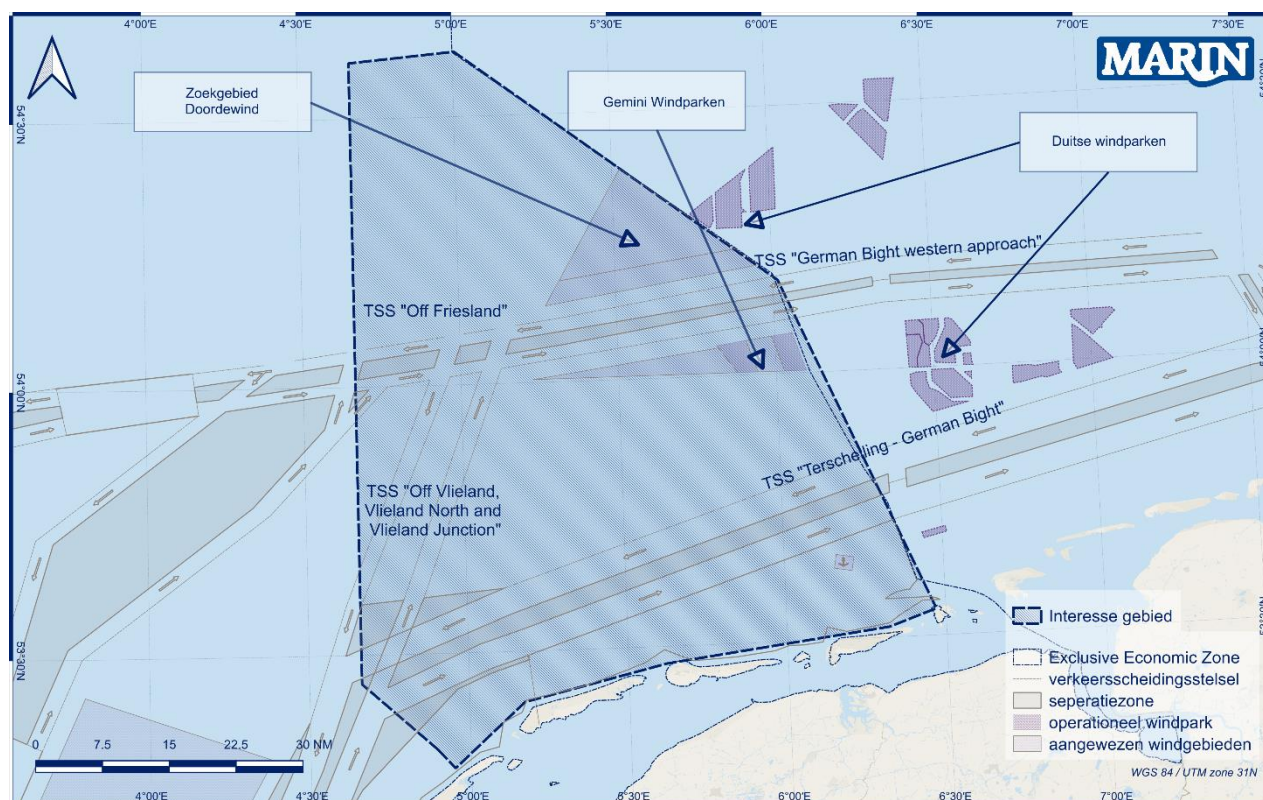 4°00'E 4°30'E 5°00'E 5°30'E 6°00'E 6°30'E 7°00'E 7°30'E
MARIN
Zoekgebied
Doordewind
Gemini Windparken
Duitse windparken
54°30'N
TSS "German Bight western approach"
TSS "Off Friesland"
54°00'N
54°00'N
TSS "Terschelling - German Bight"
TSS "Off Vlieland,
Vlieland North and
Vlieland Junction"
53°30'N
Interesse gebied
Exclusive Economic Zone
verkeersscheidingsstelsel
seperatiezone
operationeel windpark
aangewezen windgebieden
0 7.5 15 22.5 30 NM
WGS 84 / UTM zone 31N
4°00'E 4°30'E 5°00'E 5°30'E 6°00'E 6°30'E 7°00'E